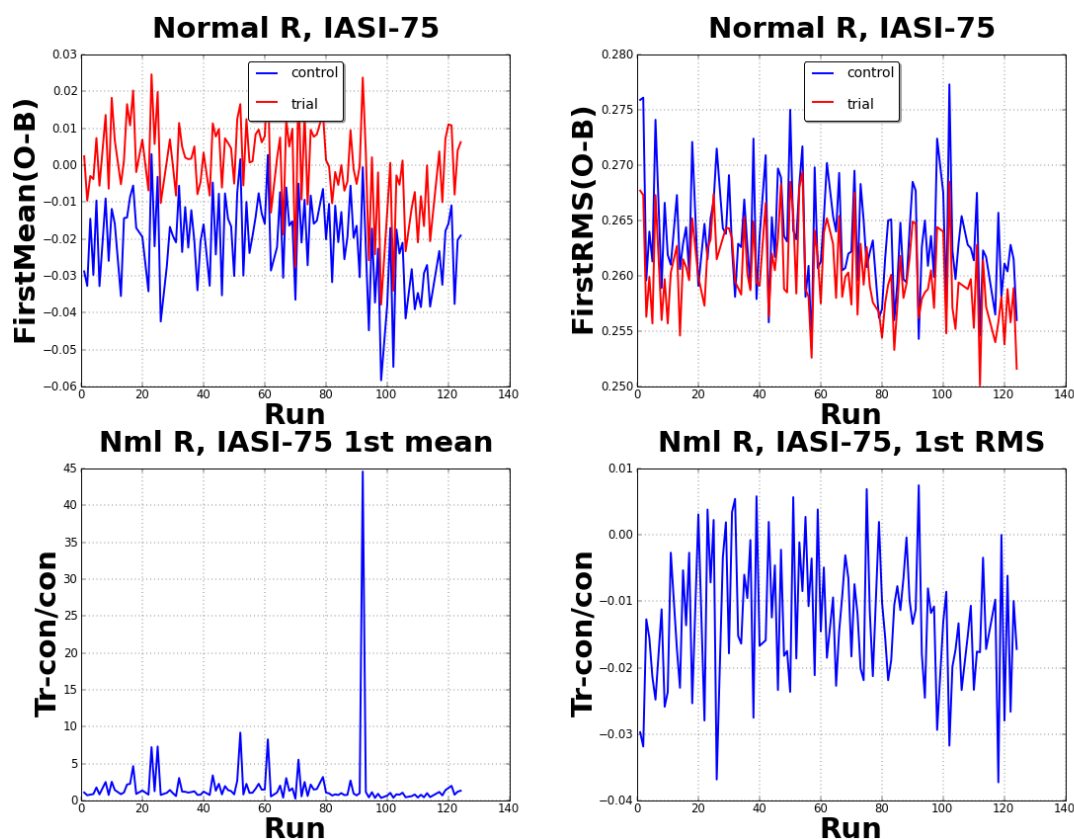 Normal R, IASI-75
FirstMean(O-B)
0.03
0.02
0.01
0.00
−0.01
−0.02
−0.03
−0.04
−0.05
−0.06
control
trial
0 20 40 60 80 100 120 140
Run
Normal R, IASI-75
FirstRMS(O-B)
0.280
0.275
0.270
0.265
0.260
0.255
0.250
control
trial
0 20 40 60 80 100 120 140
Run
Nml R, IASI-75 1st mean
Tr-con/con
45
40
35
30
25
20
15
10
5
0
0 20 40 60 80 100 120 140
Run
Nml R, IASI-75, 1st RMS
Tr-con/con
0.01
0.00
−0.01
−0.02
−0.03
−0.04
0 20 40 60 80 100 120 140
Run